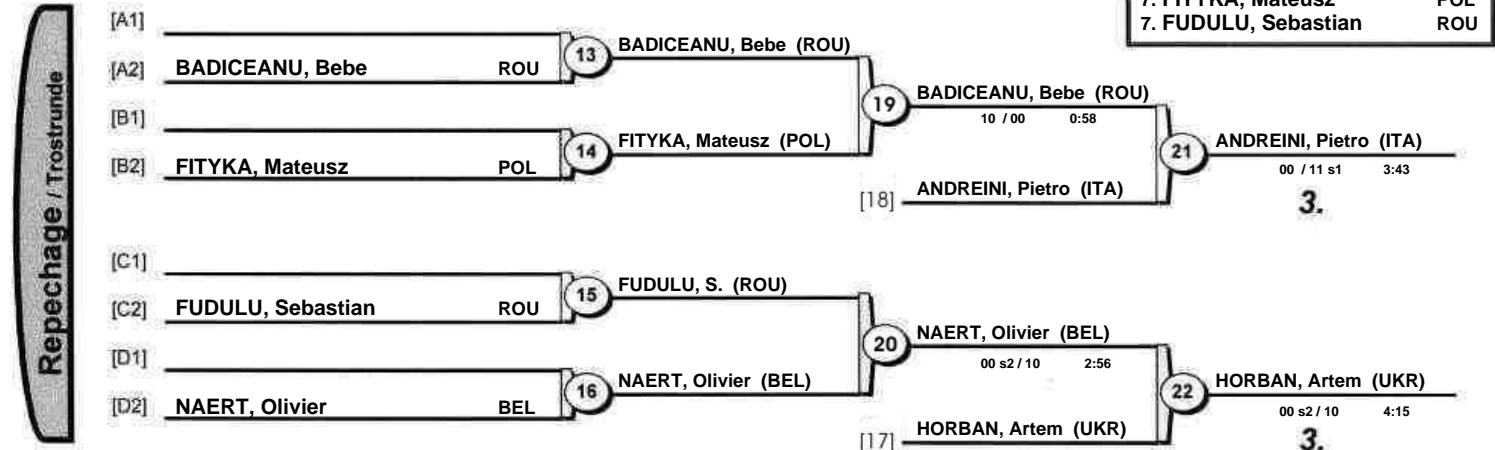 7. FITYKA, Mateusz POL
7. FUDULU, Sebastian ROU
Repechage / Trostrunde
[A1]
[A2] BADICEANU, Bebe ROU
13
BADICEANU, Bebe (ROU)
[B1]
[B2] FITYKA, Mateusz POL
14
FITYKA, Mateusz (POL)
19
BADICEANU, Bebe (ROU)
10 / 00 0:58
[18] ANDREINI, Pietro (ITA)
21
ANDREINI, Pietro (ITA)
00 / 11 s1 3:43
3.
[C1]
[C2] FUDULU, Sebastian ROU
15
FUDULU, S. (ROU)
[D1]
[D2] NAERT, Olivier BEL
16
NAERT, Olivier (BEL)
20
NAERT, Olivier (BEL)
00 s2 / 10 2:56
[17] HORBAN, Artem (UKR)
22
HORBAN, Artem (UKR)
00 s2 / 10 4:15
3.